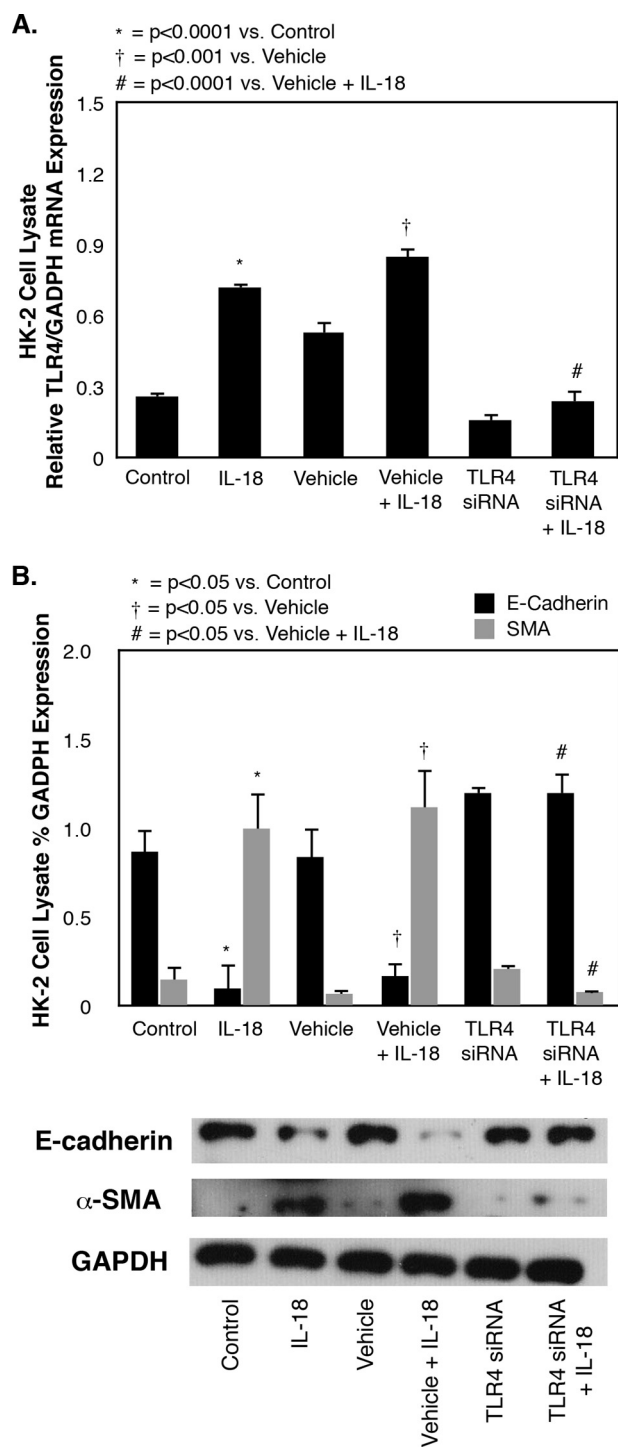 A.
* = p<0.0001 vs. Control
† = p<0.001 vs. Vehicle
# = p<0.0001 vs. Vehicle + IL-18
HK-2 Cell Lysate
Relative TLR4/GADPH mRNA Expression
1.5
1.2
0.9
0.6
0.3
0
*
†
#
Control
IL-18
Vehicle
Vehicle
+ IL-18
TLR4
siRNA
TLR4
siRNA
+ IL-18
B.
* = p<0.05 vs. Control
† = p<0.05 vs. Vehicle
# = p<0.05 vs. Vehicle + IL-18
E-Cadherin
SMA
HK-2 Cell Lysate % GADPH Expression
2.0
1.5
1.0
0.5
0
*
*
†
†
#
#
Control
IL-18
Vehicle
Vehicle
+ IL-18
TLR4
siRNA
TLR4
siRNA
+ IL-18
E-cadherin
α-SMA
GAPDH
Control
IL-18
Vehicle
Vehicle + IL-18
TLR4 siRNA
TLR4 siRNA
+ IL-18